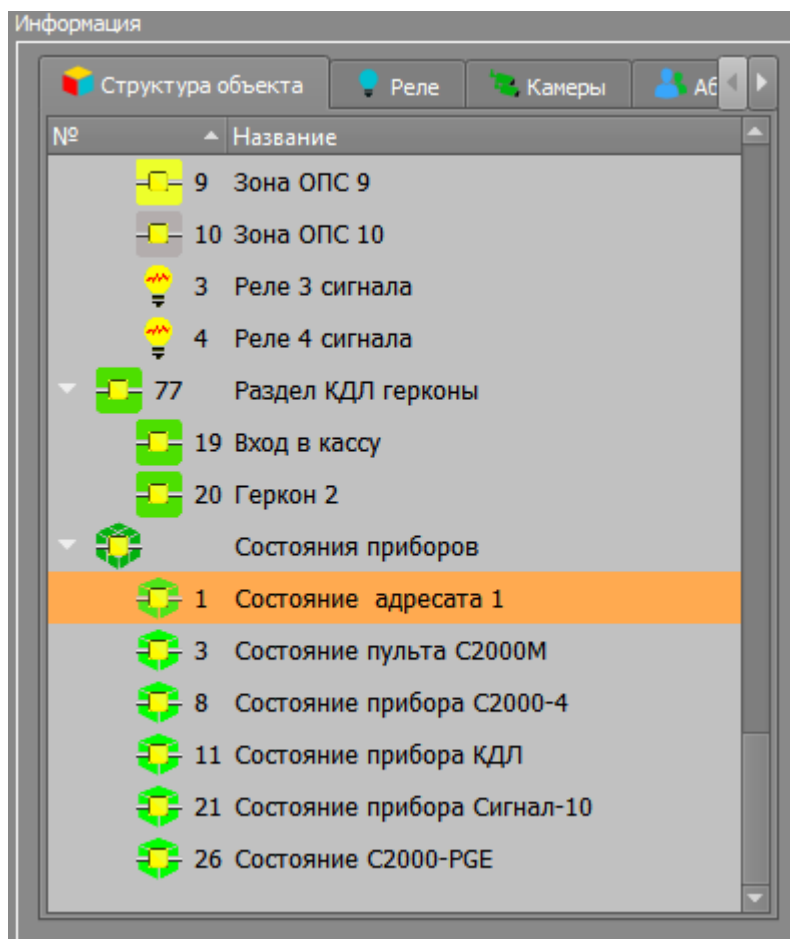 Информация
Структура объекта Реле Камеры Аб
№ Название
9 Зона ОПС 9
10 Зона ОПС 10
3 Реле 3 сигнала
4 Реле 4 сигнала
77 Раздел КДЛ герконы
19 Вход в кассу
20 Геркон 2
Состояния приборов
1 Состояние адресата 1
3 Состояние пульта С2000М
8 Состояние прибора С2000-4
11 Состояние прибора КДЛ
21 Состояние прибора Сигнал-10
26 Состояние С2000-PGE